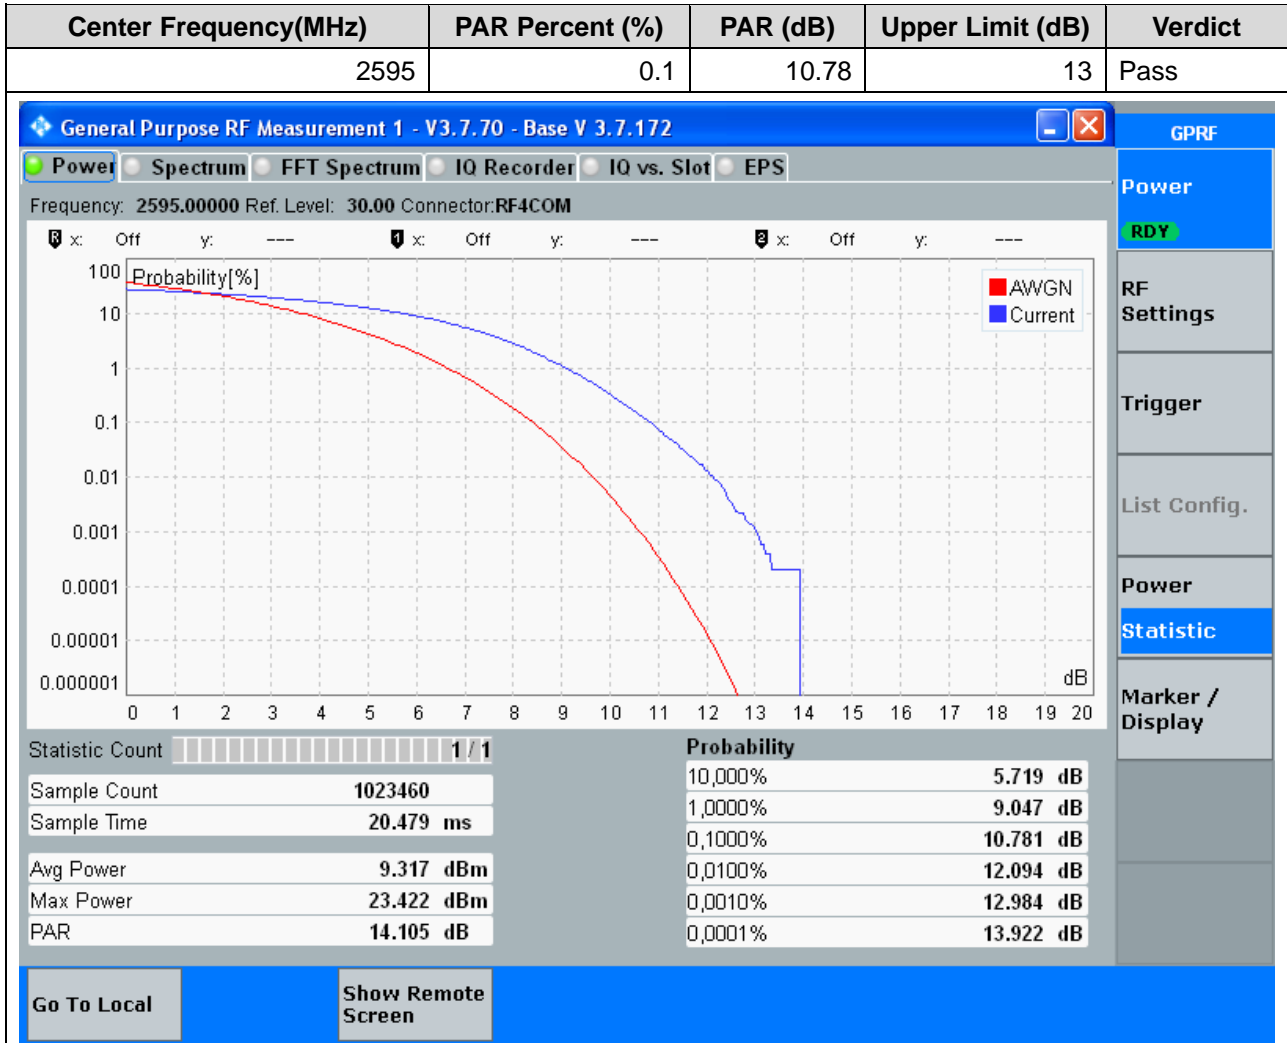 Center Frequency(MHz) PAR Percent (%) PAR (dB) Upper Limit (dB) Verdict
2595 0.1 10.78 13 Pass
General Purpose RF Measurement 1 - V3.7.70 - Base V 3.7.172
GPRF
Power Spectrum FFT Spectrum IQ Recorder IQ vs. Slot EPS
Power
RDY
Frequency: 2595.00000 Ref. Level: 30.00 Connector:RF4COM
R x: Off y: --- 1 x: Off y: --- 2 x: Off y: ---
Probability[%]
AWGN
Current
100
10
1
0.1
0.01
0.001
0.0001
0.00001
0.000001
dB
0 1 2 3 4 5 6 7 8 9 10 11 12 13 14 15 16 17 18 19 20
RF
Settings
Trigger
List Config.
Power
Statistic
Marker /
Display
Statistic Count 1 / 1
Sample Count 1023460
Sample Time 20.479 ms
Avg Power 9.317 dBm
Max Power 23.422 dBm
PAR 14.105 dB
Probability
10,000% 5.719 dB
1,0000% 9.047 dB
0,1000% 10.781 dB
0,0100% 12.094 dB
0,0010% 12.984 dB
0,0001% 13.922 dB
Go To Local
Show Remote
Screen